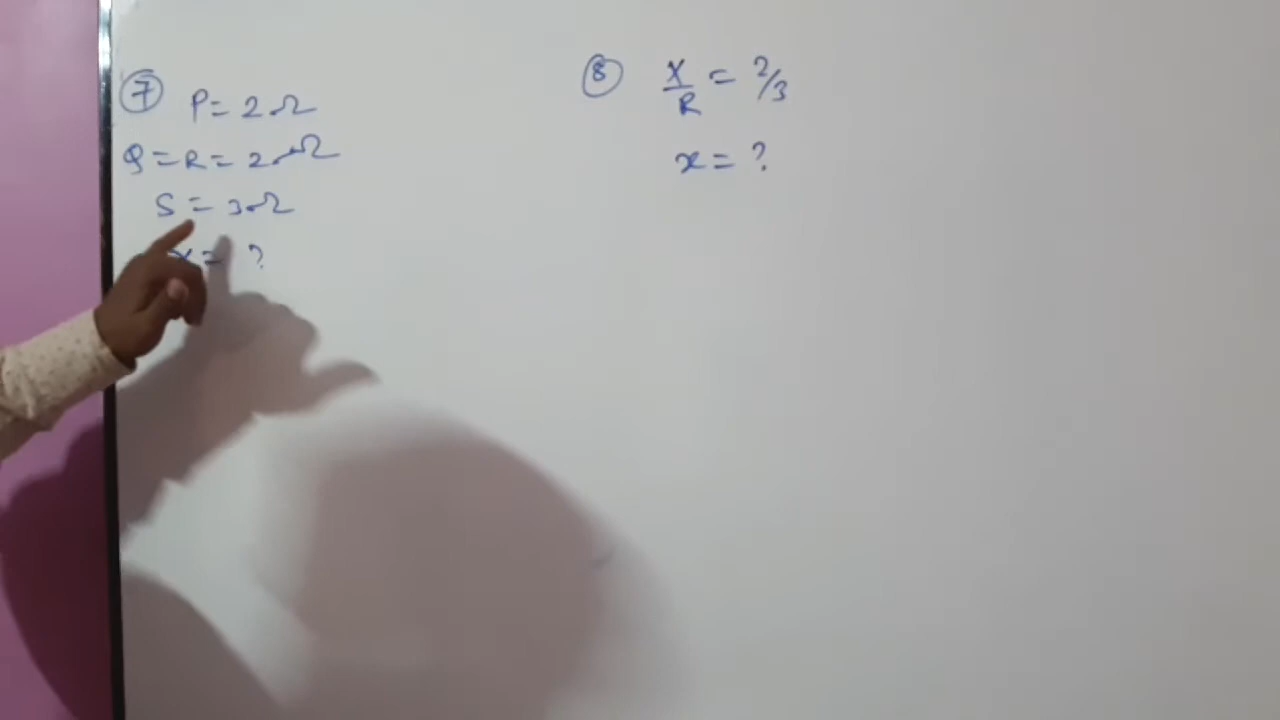 ⑦ P = 2Ω
Q = R = 2Ω
S = 3Ω
X = ?
⑧ X/R = 2/3
x = ?